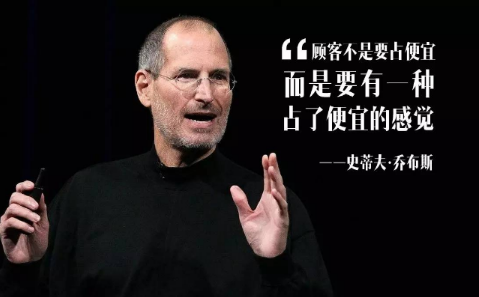 “顾客不是要占便宜
而是要有一种
占了便宜的感觉
——史蒂夫·乔布斯